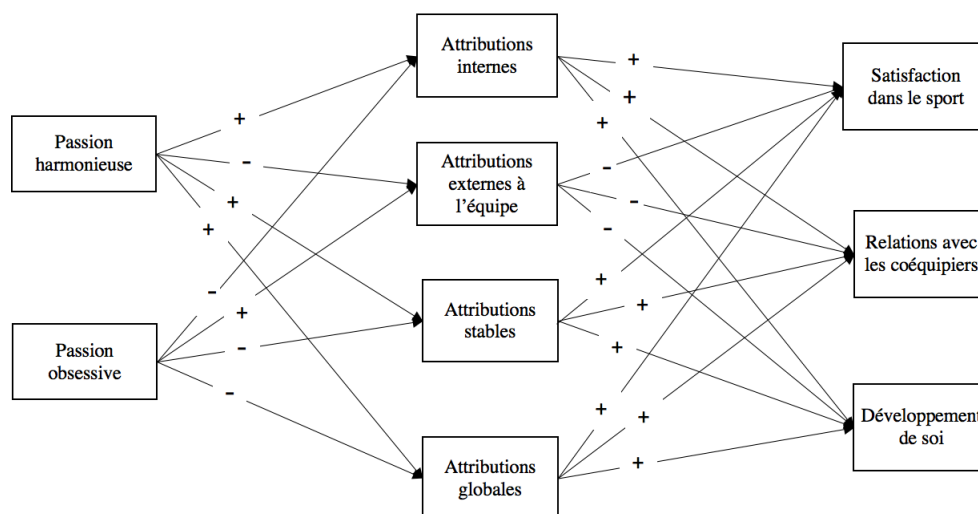 Attributions
internes
+
Satisfaction
dans le sport
+
+
Passion
harmonieuse
+
-
Attributions
externes à
l'équipe
-
+
-
+
-
Relations avec
les coéquipiers
-
+
+
+
Passion
obsessive
-
Attributions
stables
+
-
+
+
Développement
de soi
Attributions
globales
+